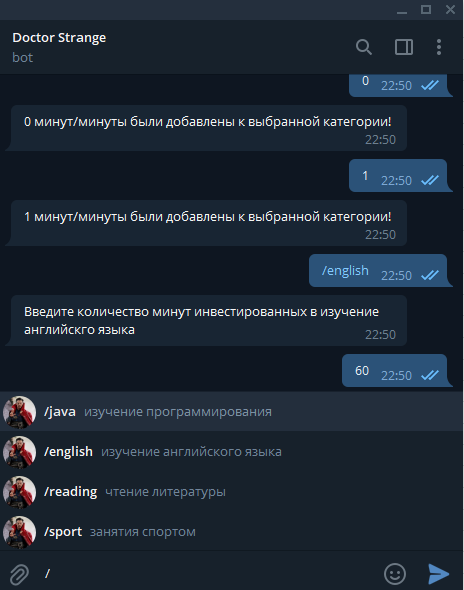 Doctor Strange
bot
0 22:50
0 минут/минуты были добавлены к выбранной категории!
22:50
1 22:50
1 минут/минуты были добавлены к выбранной категории!
22:50
/english 22:50
Введите количество минут инвестированных в изучение
английскго языка
22:50
60 22:50
/java изучение программирования
/english изучение английского языка
/reading чтение литературы
/sport занятия спортом
/